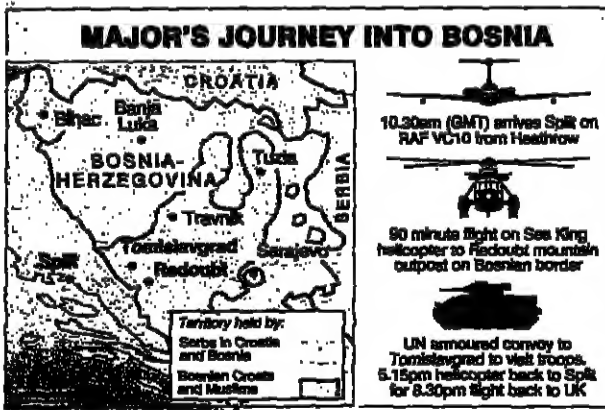 MAJOR'S JOURNEY INTO BOSNIA
CROATIA
Bihac
Banja
Luka
BOSNIA-
HERZEGOVINA
Tuzla
SERBIA
Travnik
Split
Tomislavgrad
Redoubt
Sarajevo
Territory held by:
Serbs in Croatia
and Bosnia
Bosnian Croats
and Muslims
10.30am (GMT) arrives Split on
RAF VC10 from Heathrow
90 minute flight on Sea King
helicopter to Redoubt mountain
outpost on Bosnian border
UN armoured convoy to
Tomislavgrad to visit troops.
5.15pm helicopter back to Split
for 8.30pm flight back to UK